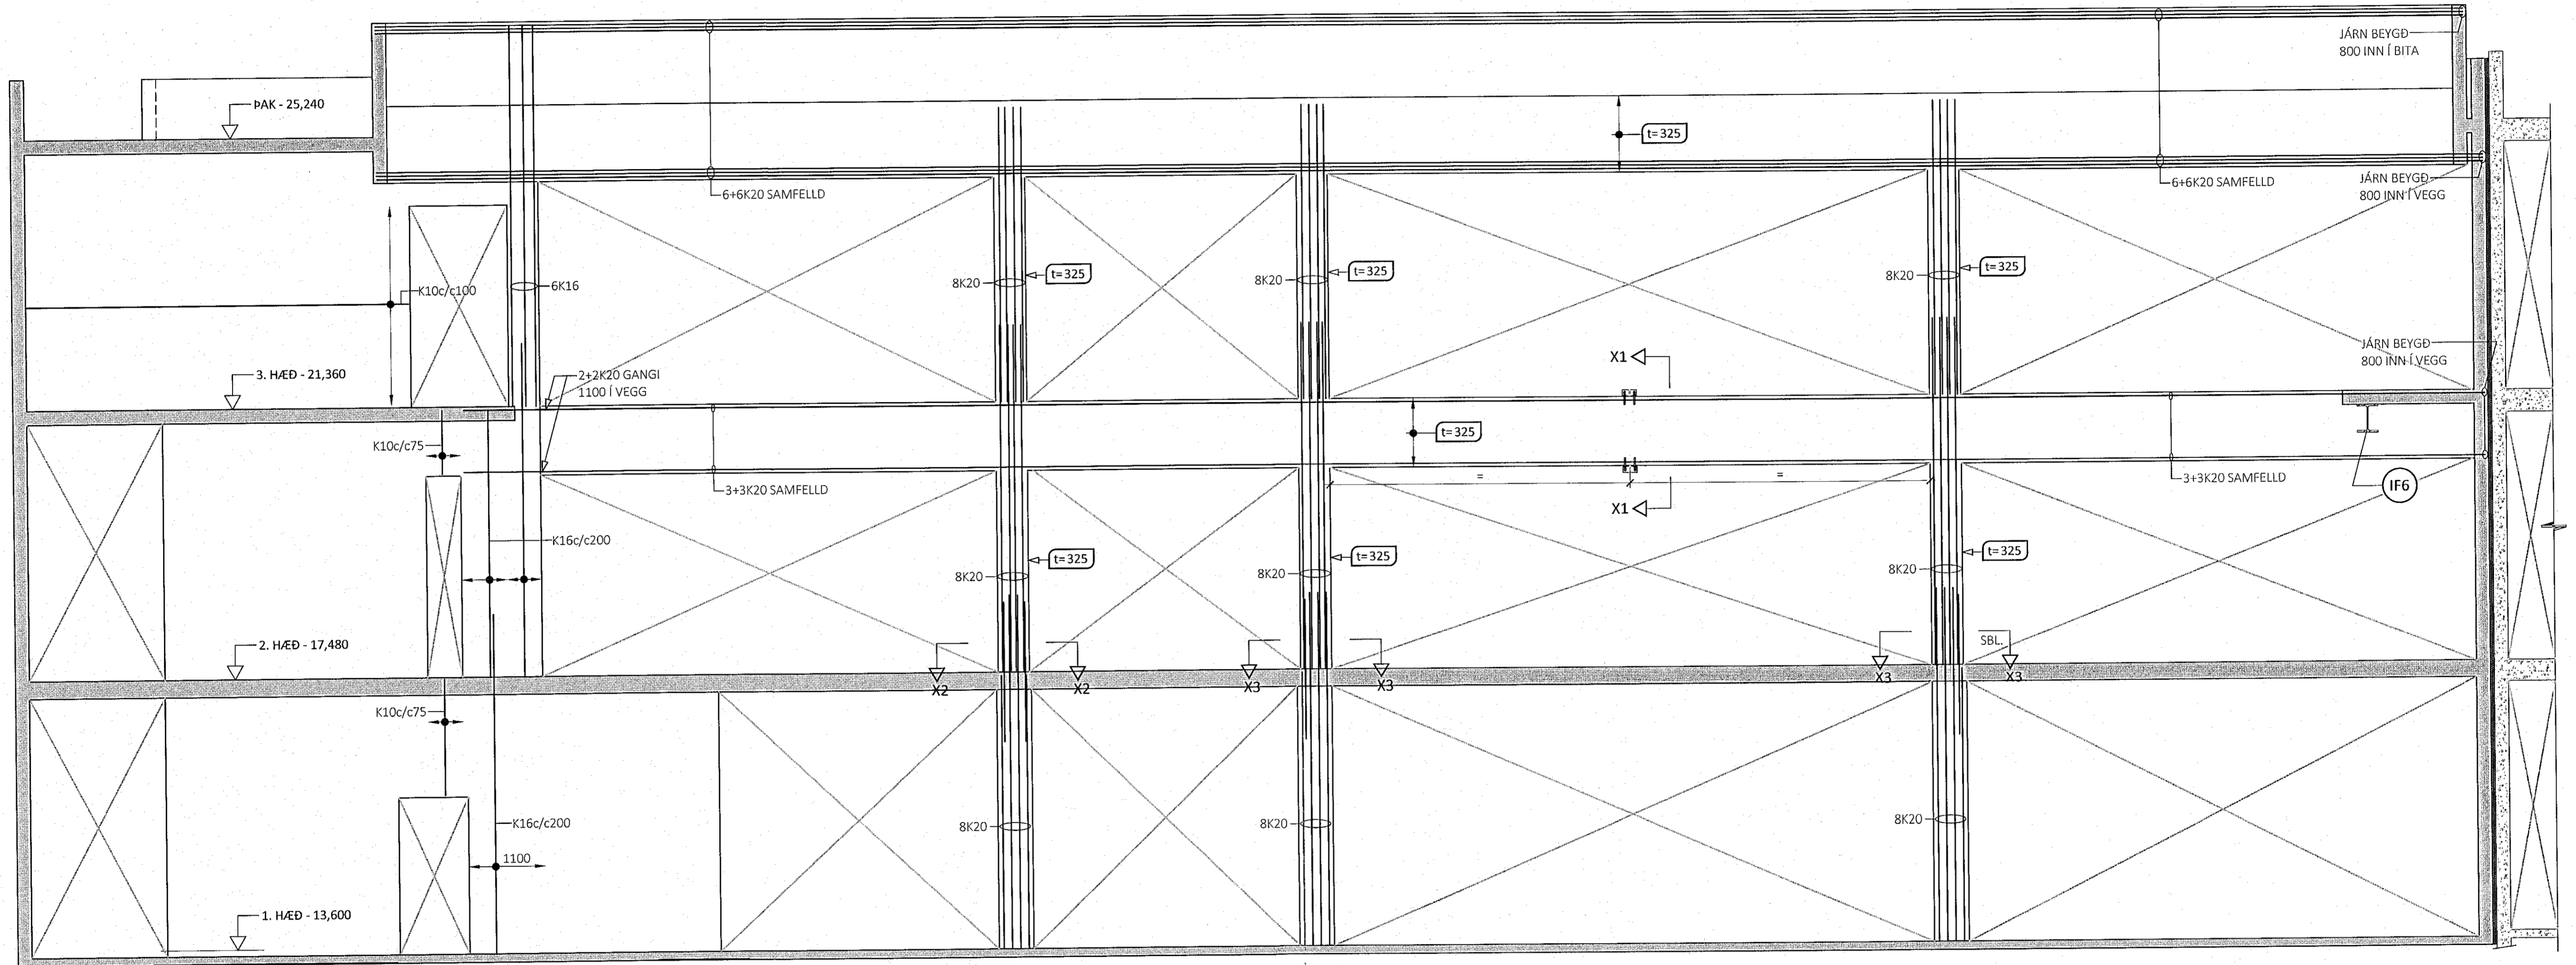 JÁRN BEYGÐ
800 INN Í BITA
ÞAK - 25,240
t=325
6+6K20 SAMFELLD
6+6K20 SAMFELLD
JÁRN BEYGÐ
800 INN Í VEGG
K10c/c100
6K16
8K20
t=325
8K20
t=325
8K20
t=325
JÁRN BEYGÐ
800 INN Í VEGG
X1
3. HÆÐ - 21,360
2+2K20 GANGI
1100 Í VEGG
t=325
K10c/c75
3+3K20 SAMFELLD
=
=
3+3K20 SAMFELLD
IF6
X1
K16c/c200
8K20
t=325
8K20
t=325
8K20
t=325
2. HÆÐ - 17,480
SBL.
X2
X2
X3
X3
X3
X3
K10c/c75
K16c/c200
8K20
8K20
8K20
1100
1. HÆÐ - 13,600